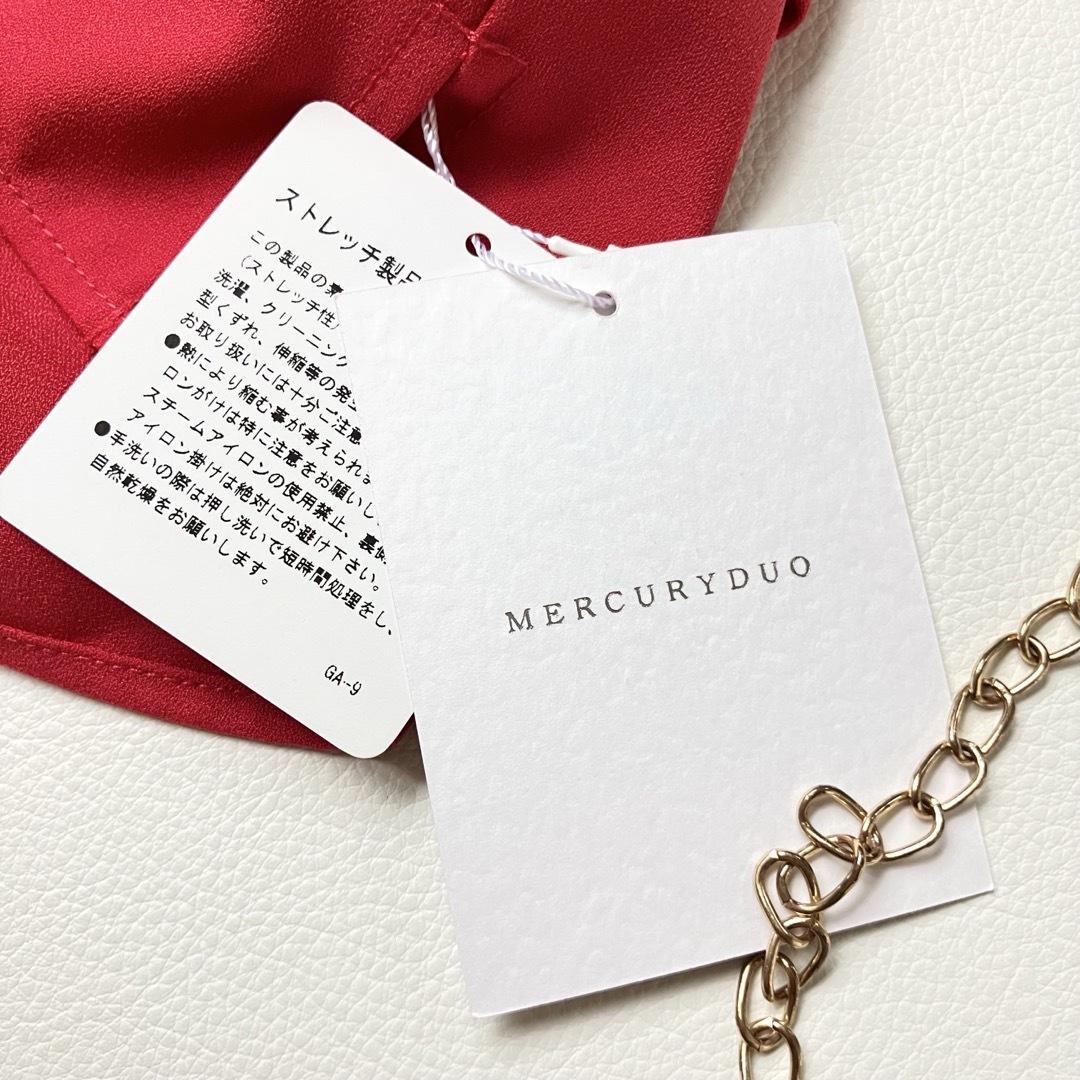 ストレッチ製品
この製品の
(ストレッチ性
洗濯、クリーニング
型くずれ、伸縮等の発
お取り扱いには十分ご注意
●熱により縮む事が考えられま
ロンがけは特に注意をお願いし
スチームアイロンの使用禁止、裏側
アイロン掛けは絶対にお避け下さい。
●手洗いの際は押し洗いで短時間処理をし、
自然乾燥をお願いします。
GA-9
MERCURYDUO